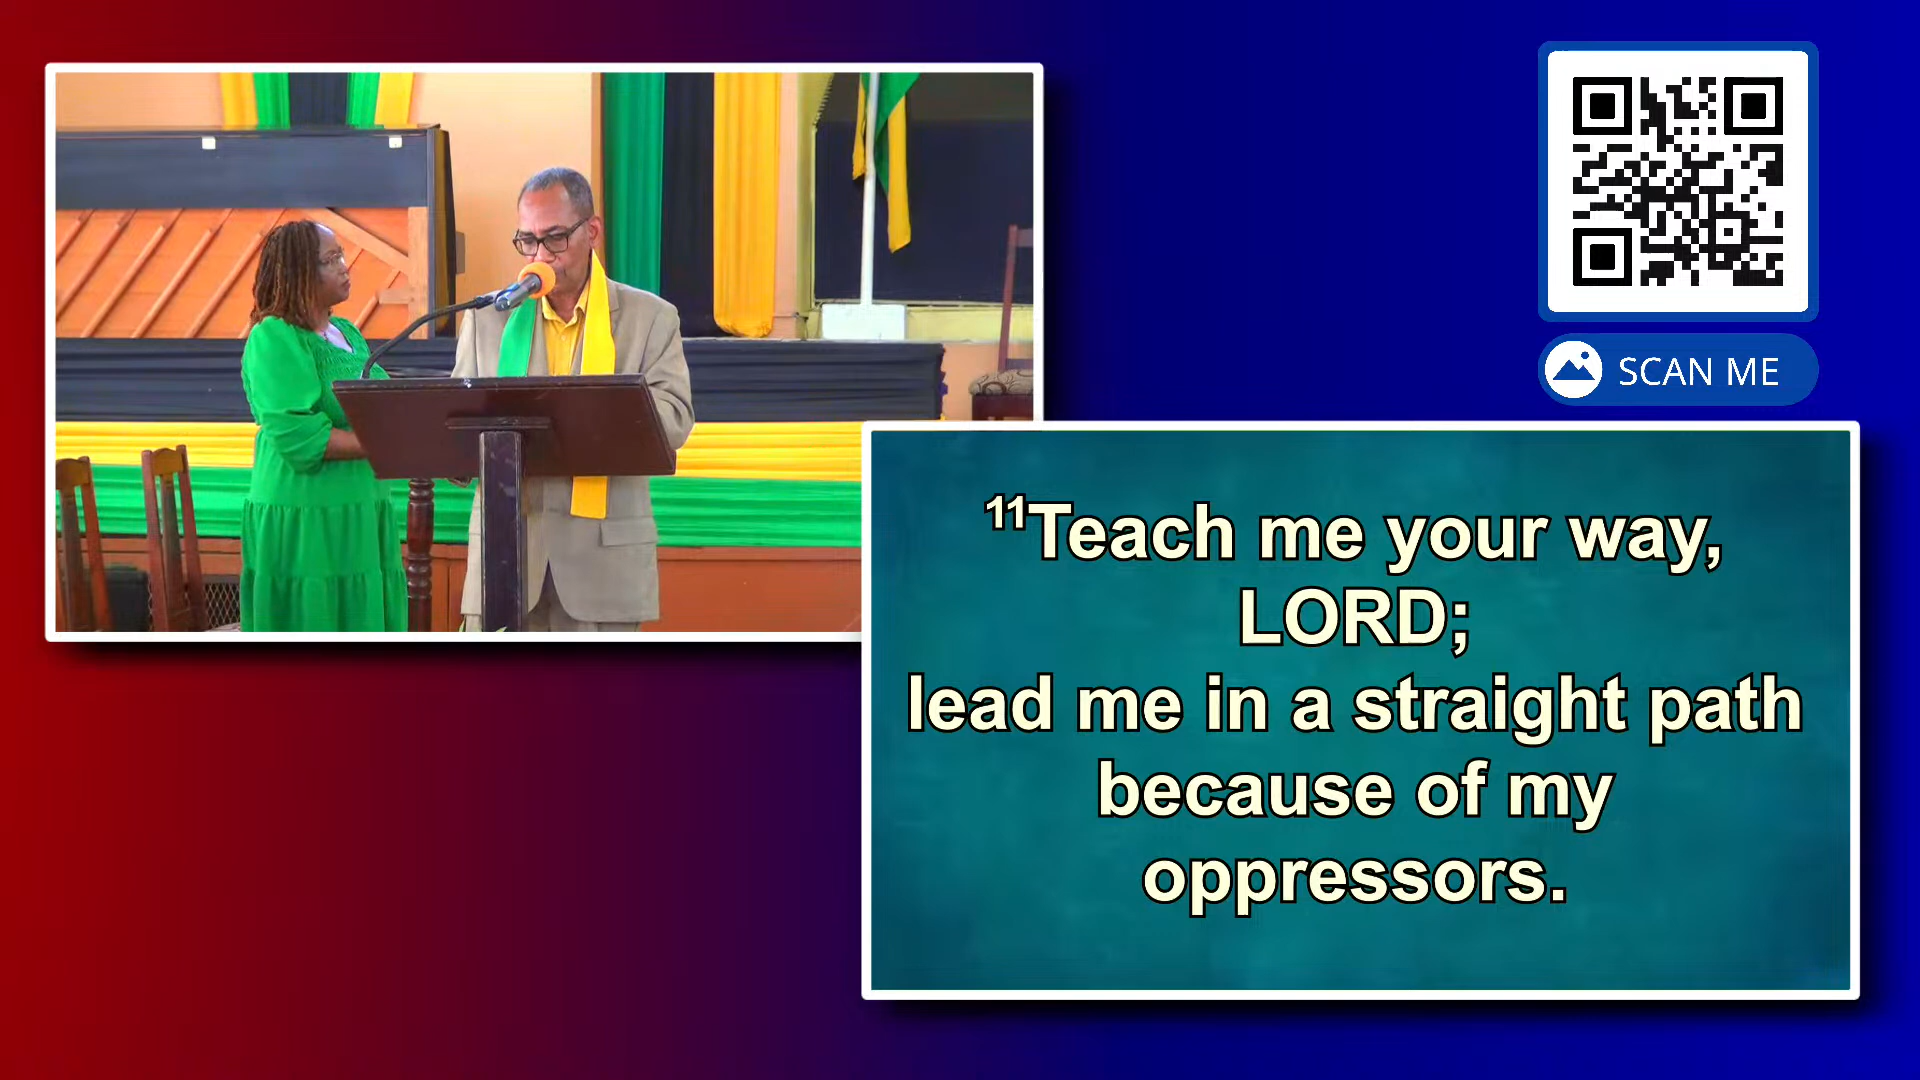 SCAN ME
¹¹Teach me your way,
LORD;
lead me in a straight path
because of my
oppressors.